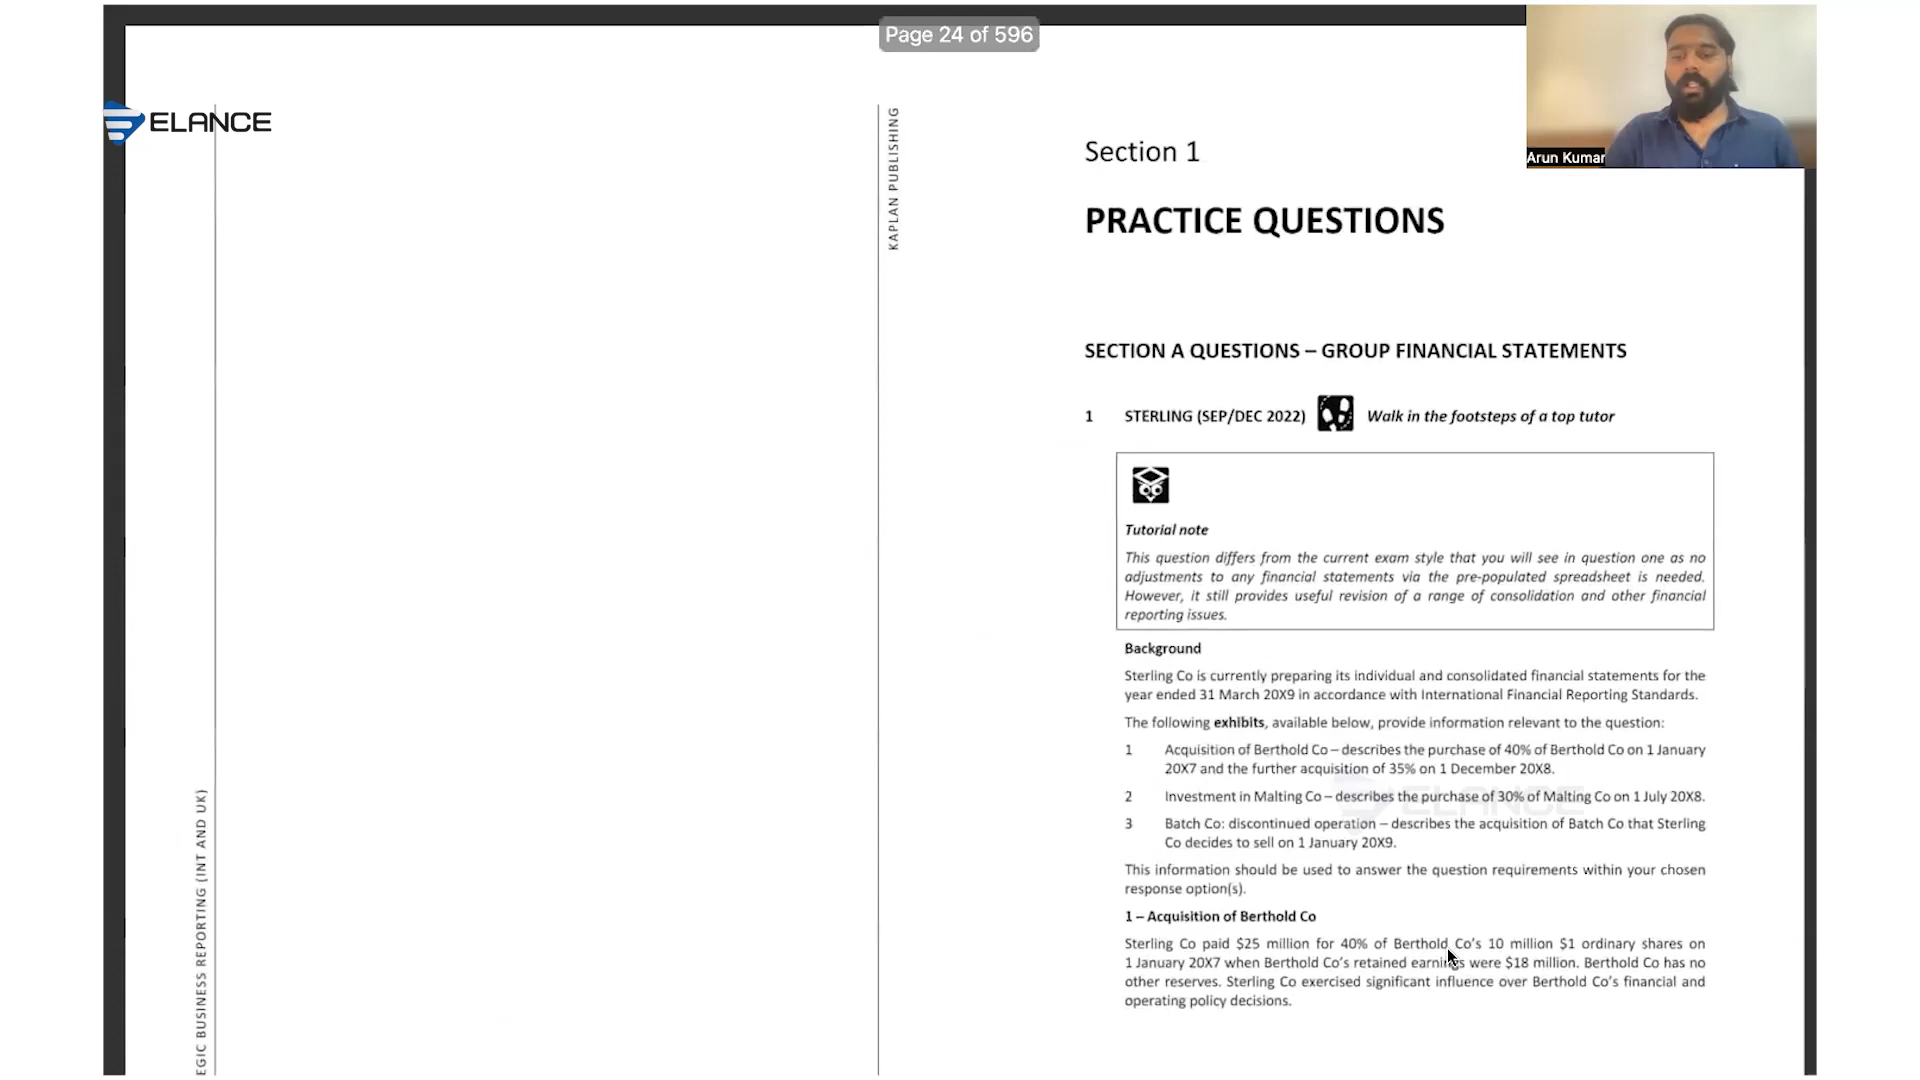 Page 24 of 596
ELANCE
KAPLAN PUBLISHING
Arun Kumar
Section 1
PRACTICE QUESTIONS
SECTION A QUESTIONS – GROUP FINANCIAL STATEMENTS
1 STERLING (SEP/DEC 2022) Walk in the footsteps of a top tutor
Tutorial note
This question differs from the current exam style that you will see in question one as no
adjustments to any financial statements via the pre-populated spreadsheet is needed.
However, it still provides useful revision of a range of consolidation and other financial
reporting issues.
Background
Sterling Co is currently preparing its individual and consolidated financial statements for the
year ended 31 March 20X9 in accordance with International Financial Reporting Standards.
The following exhibits, available below, provide information relevant to the question:
1 Acquisition of Berthold Co – describes the purchase of 40% of Berthold Co on 1 January
20X7 and the further acquisition of 35% on 1 December 20X8.
2 Investment in Malting Co – describes the purchase of 30% of Malting Co on 1 July 20X8.
3 Batch Co: discontinued operation – describes the acquisition of Batch Co that Sterling
Co decides to sell on 1 January 20X9.
ELANCE
This information should be used to answer the question requirements within your chosen
response option(s).
1 – Acquisition of Berthold Co
Sterling Co paid $25 million for 40% of Berthold Co's 10 million $1 ordinary shares on
1 January 20X7 when Berthold Co's retained earnings were $18 million. Berthold Co has no
other reserves. Sterling Co exercised significant influence over Berthold Co's financial and
operating policy decisions.
EGIC BUSINESS REPORTING (INT AND UK)